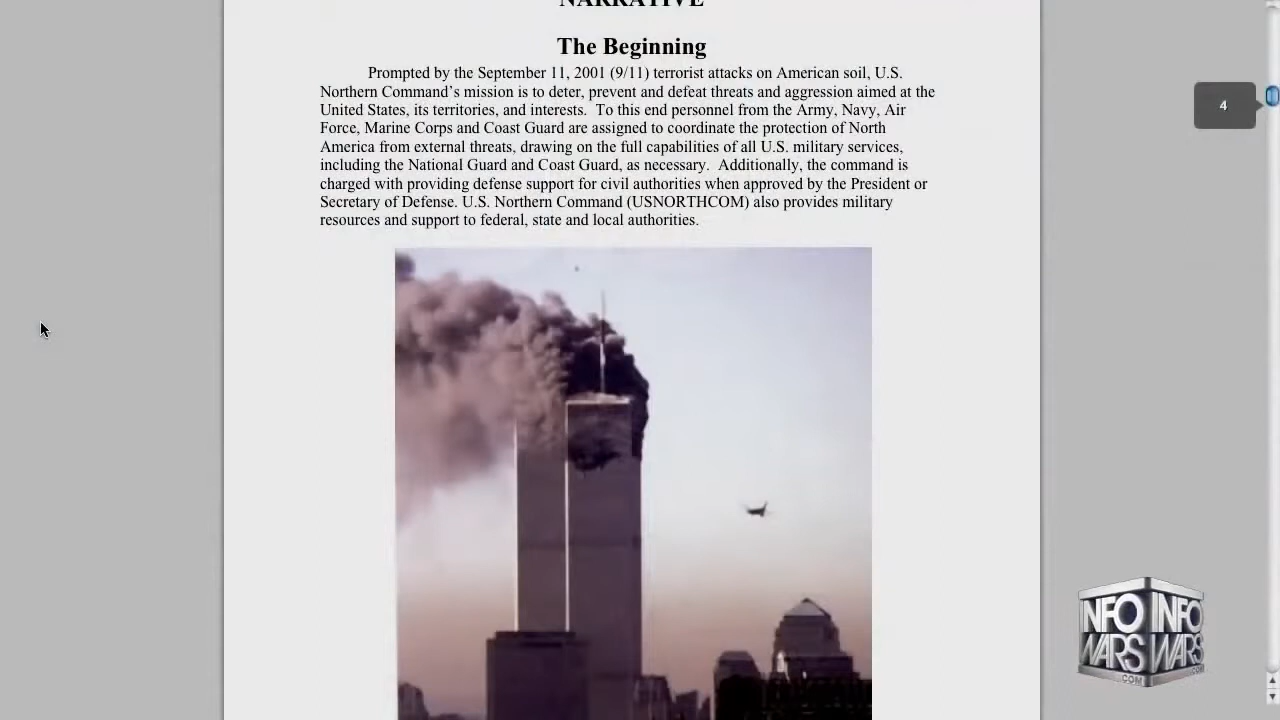 NARRATIVE
The Beginning
Prompted by the September 11, 2001 (9/11) terrorist attacks on American soil, U.S.
Northern Command’s mission is to deter, prevent and defeat threats and aggression aimed at the
United States, its territories, and interests.  To this end personnel from the Army, Navy, Air
Force, Marine Corps and Coast Guard are assigned to coordinate the protection of North
America from external threats, drawing on the full capabilities of all U.S. military services,
including the National Guard and Coast Guard, as necessary.  Additionally, the command is
charged with providing defense support for civil authorities when approved by the President or
Secretary of Defense. U.S. Northern Command (USNORTHCOM) also provides military
resources and support to federal, state and local authorities.
4
INFO INFO
WARS WARS
.COM